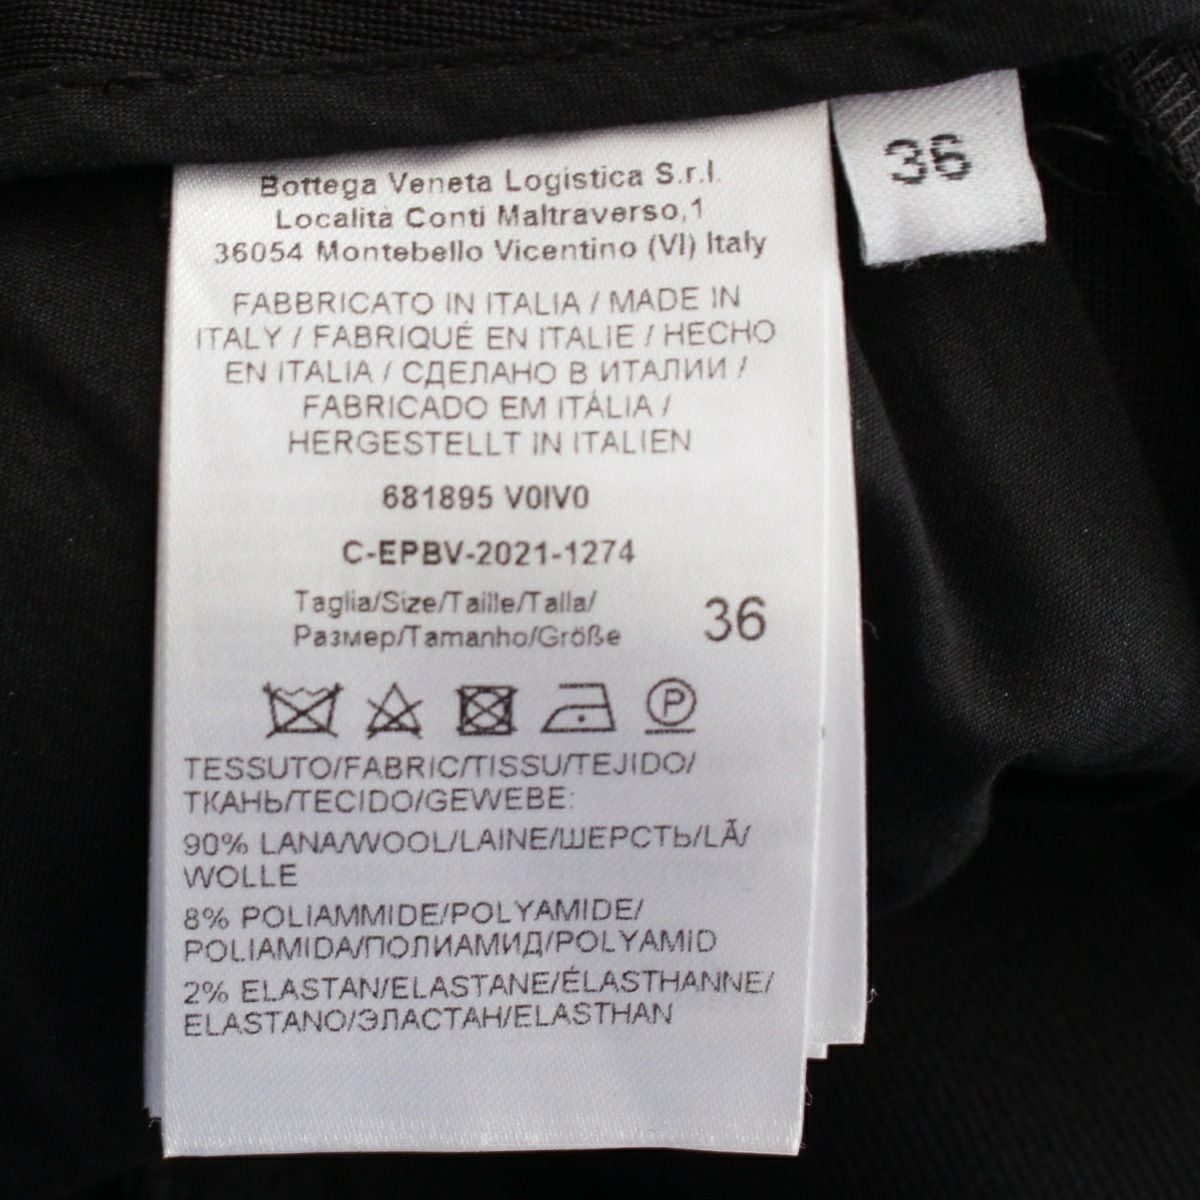 Bottega Veneta Logistica S.r.l.
Località Conti Maltraverso,1
36054 Montebello Vicentino (VI) Italy
36
FABBRICATO IN ITALIA / MADE IN
ITALY / FABRIQUÉ EN ITALIE / HECHO
EN ITALIA / СДЕЛАНО В ИТАЛИИ /
FABRICADO EM ITÁLIA /
HERGESTELLT IN ITALIEN
681895 V0IV0
C-EPBV-2021-1274
Taglia/Size/Taille/Talla/
Размер/Tamanho/Größe
36
P
TESSUTO/FABRIC/TISSU/TEJIDO/
ТКАНЬ/TECIDO/GEWEBE:
90% LANA/WOOL/LAINE/ШЕРСТЬ/LÃ/
WOLLE
8% POLIAMMIDE/POLYAMIDE/
POLIAMIDA/ПОЛИАМИД/POLYAMID
2% ELASTAN/ELASTANE/ÉLASTHANNE/
ELASTANO/ЭЛАСТАН/ELASTHAN